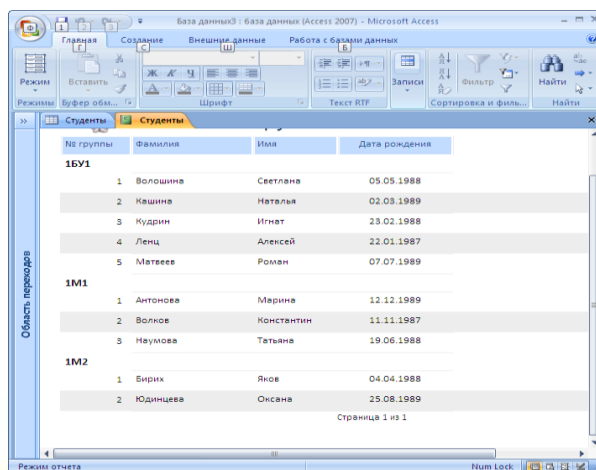 База данных3 : база данных (Access 2007) - Microsoft Access
1 2 3
Главная Создание Внешние данные Работа с базами данных
Ф Г С Ш Б
Режим Вставить Ж К Ч Записи Фильтр Найти
Режимы Буфер обм... Шрифт Текст RTF Сортировка и филь... Найти
Студенты Студенты
№ группы Фамилия Имя Дата рождения
1БУ1
1 Волошина Светлана 05.05.1988
2 Кашина Наталья 02.03.1989
3 Кудрин Игнат 23.02.1988
4 Ленц Алексей 22.01.1987
5 Матвеев Роман 07.07.1989
1М1
1 Антонова Марина 12.12.1989
2 Волков Константин 11.11.1987
3 Наумова Татьяна 19.06.1988
1М2
1 Бирих Яков 04.04.1988
2 Юдинцева Оксана 25.08.1989
Страница 1 из 1
Область переходов
Режим отчета Num Lock